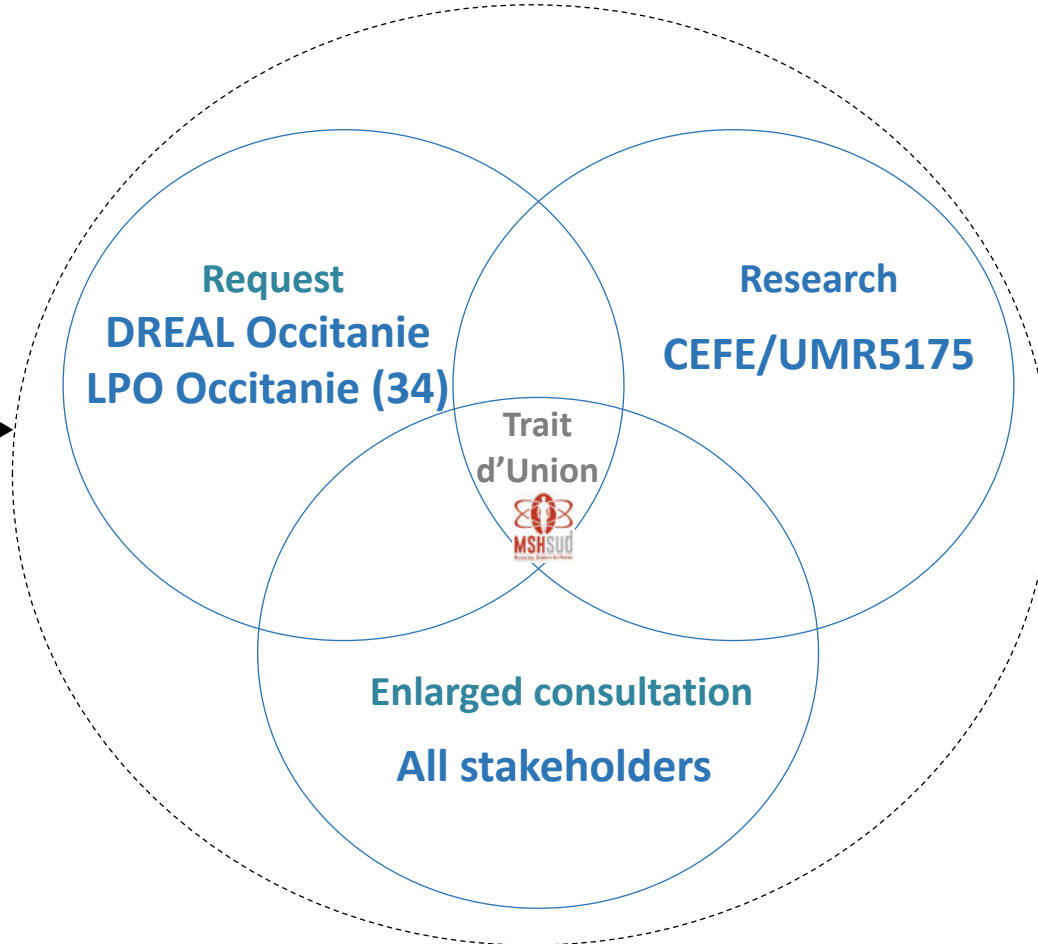 Request
DREAL Occitanie
LPO Occitanie (34)
Research
CEFE/UMR5175
Trait
d'Union
MSHSUD
Enlarged consultation
All stakeholders